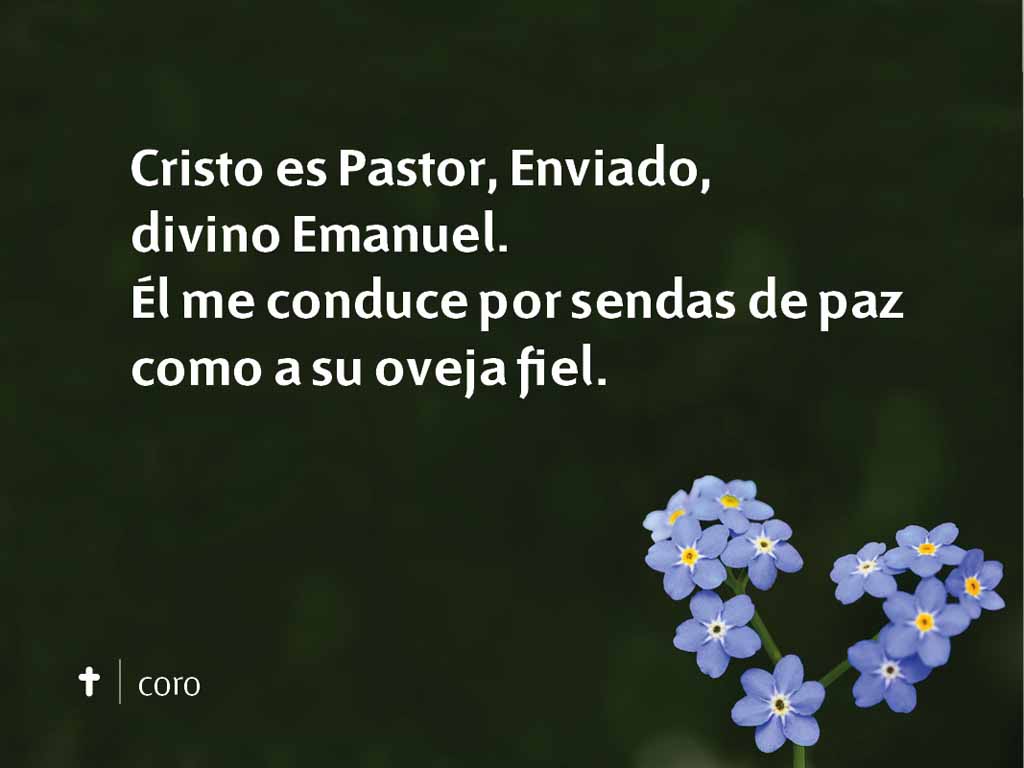 Cristo es Pastor, Enviado,
divino Emanuel.
Él me conduce por sendas de paz
como a su oveja fiel.
coro